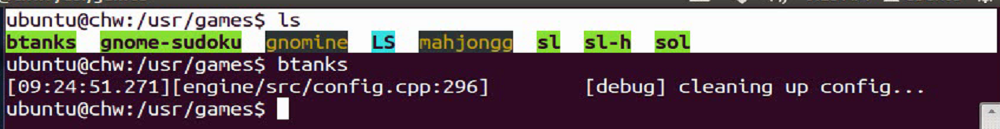 ubuntu@chw:/usr/games$ ls
btanks gnome-sudoku gnomine LS mahjongg sl sl-h sol
ubuntu@chw:/usr/games$ btanks
[09:24:51.271][engine/src/config.cpp:296] [debug] cleaning up config...
ubuntu@chw:/usr/games$